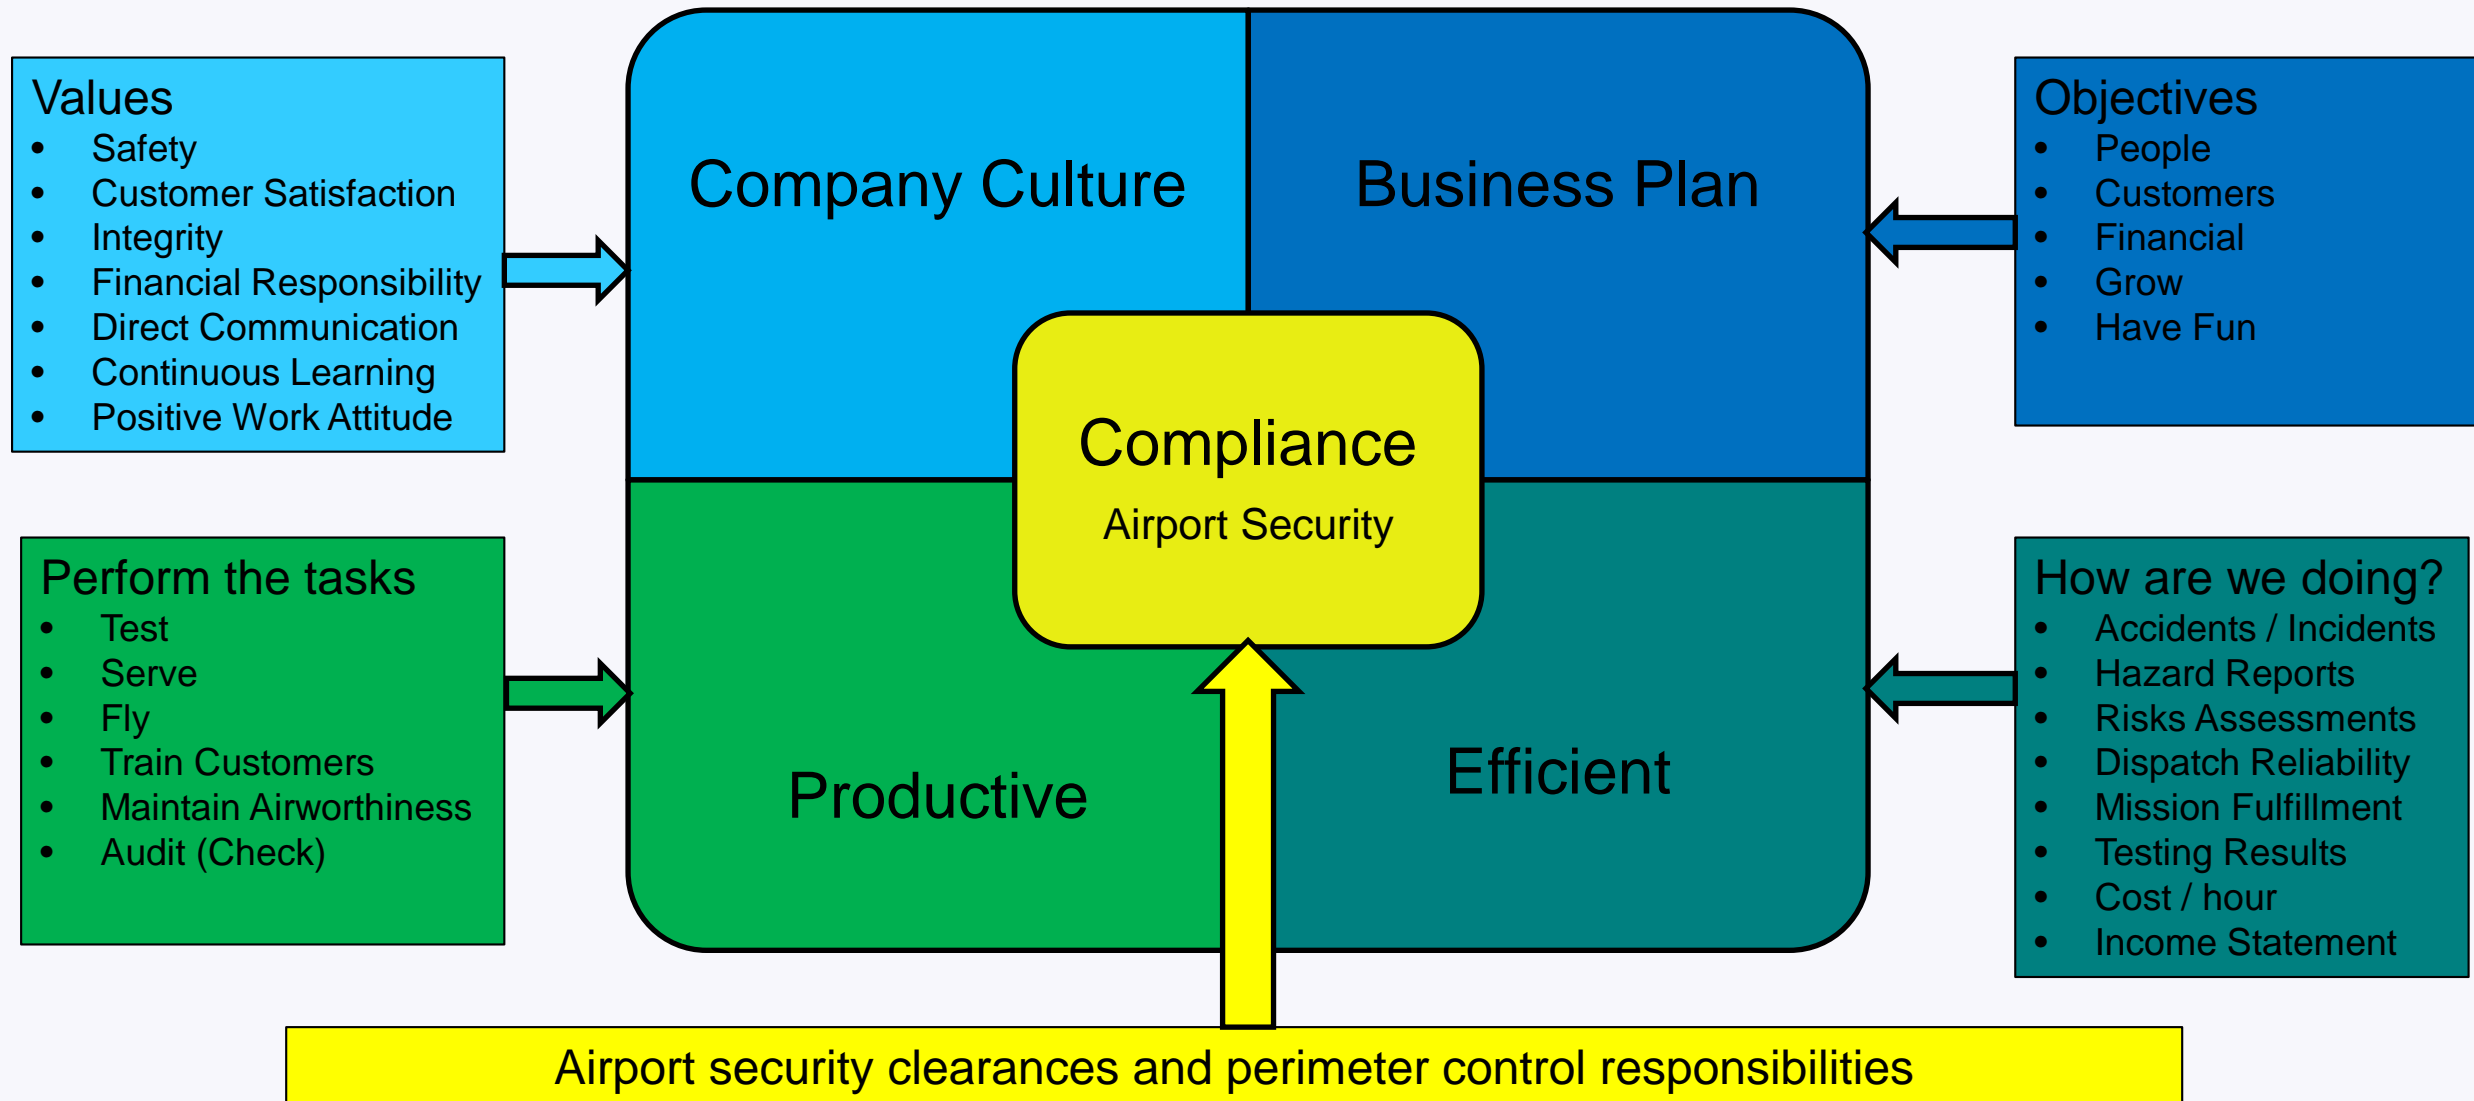 Values
• Safety
• Customer Satisfaction
• Integrity
• Financial Responsibility
• Direct Communication
• Continuous Learning
• Positive Work Attitude
Company Culture
Business Plan
Objectives
• People
• Customers
• Financial
• Grow
• Have Fun
Compliance
Airport Security
Perform the tasks
• Test
• Serve
• Fly
• Train Customers
• Maintain Airworthiness
• Audit (Check)
Productive
Efficient
How are we doing?
• Accidents / Incidents
• Hazard Reports
• Risks Assessments
• Dispatch Reliability
• Mission Fulfillment
• Testing Results
• Cost / hour
• Income Statement
Airport security clearances and perimeter control responsibilities